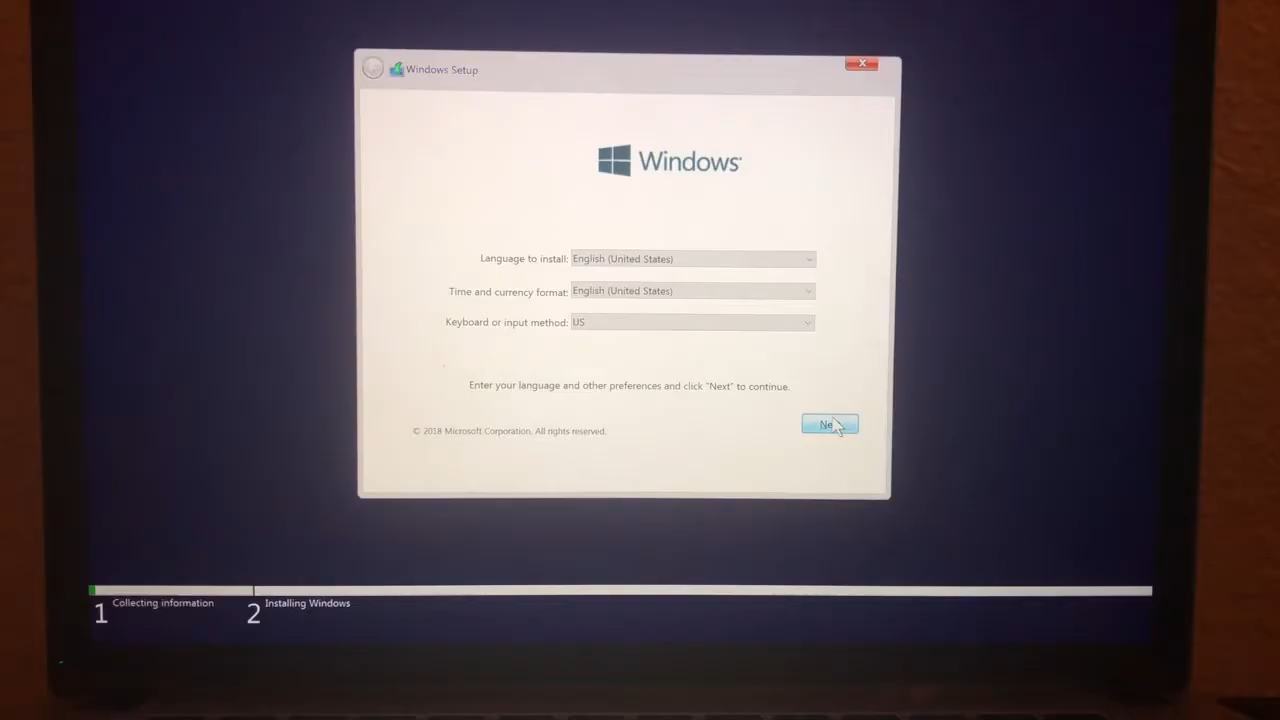 Windows Setup
Windows
Language to install: English (United States)
Time and currency format: English (United States)
Keyboard or input method: US
Enter your language and other preferences and click "Next" to continue.
© 2018 Microsoft Corporation. All rights reserved.
Ne
1 Collecting information
2 Installing Windows